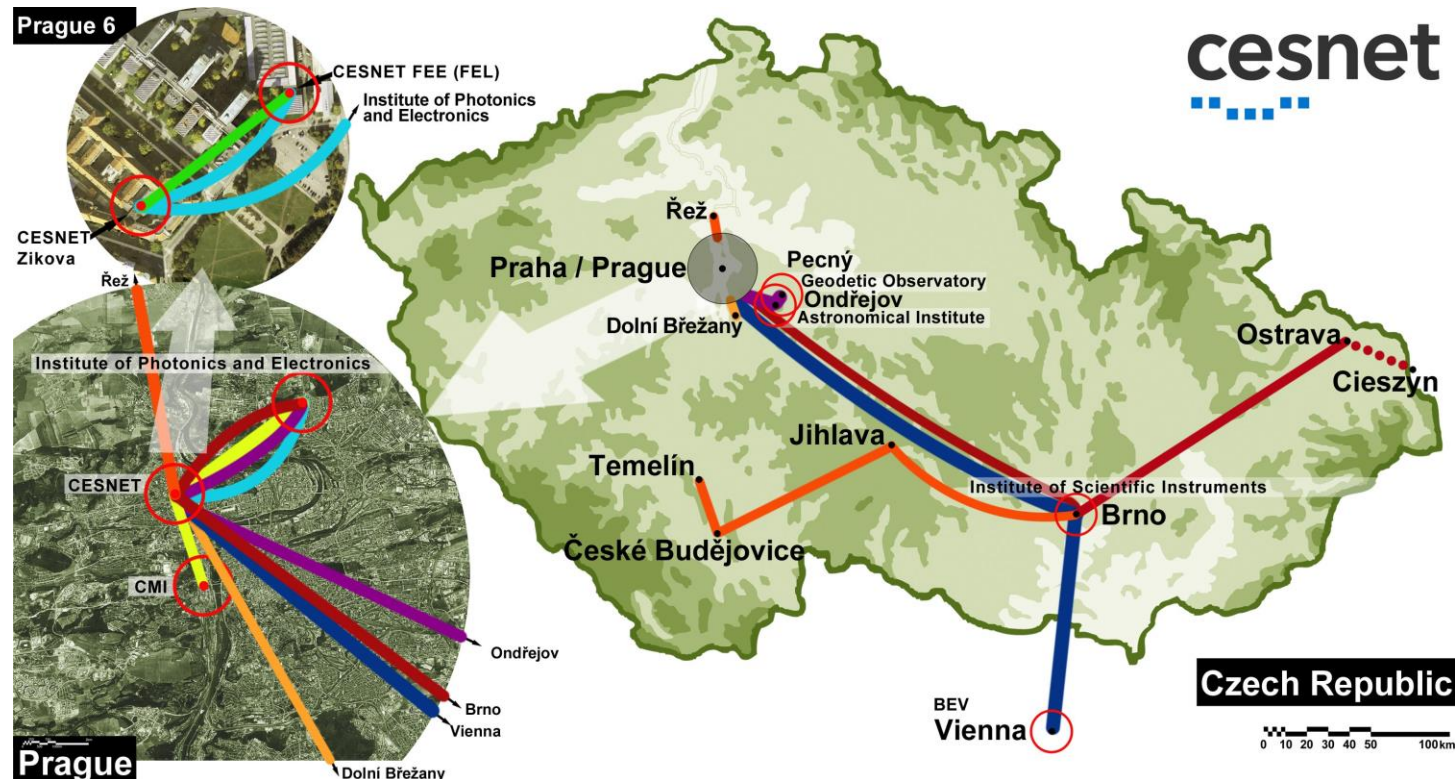 Prague 6
CESNET FEE (FEL)
Institute of Photonics
and Electronics
CESNET
Zikova
cesnet
Řež
Praha / Prague
Pecný
Geodetic Observatory
Ondřejov
Astronomical Institute
Dolní Břežany
Ostrava
Cieszyn
Jihlava
Temelín
Institute of Scientific Instruments
Brno
České Budějovice
BEV
Vienna
Czech Republic
0 10 20 30 40 50 100km
Řež
Institute of Photonics and Electronics
CESNET
CMI
Ondřejov
Brno
Vienna
Dolní Břežany
Prague